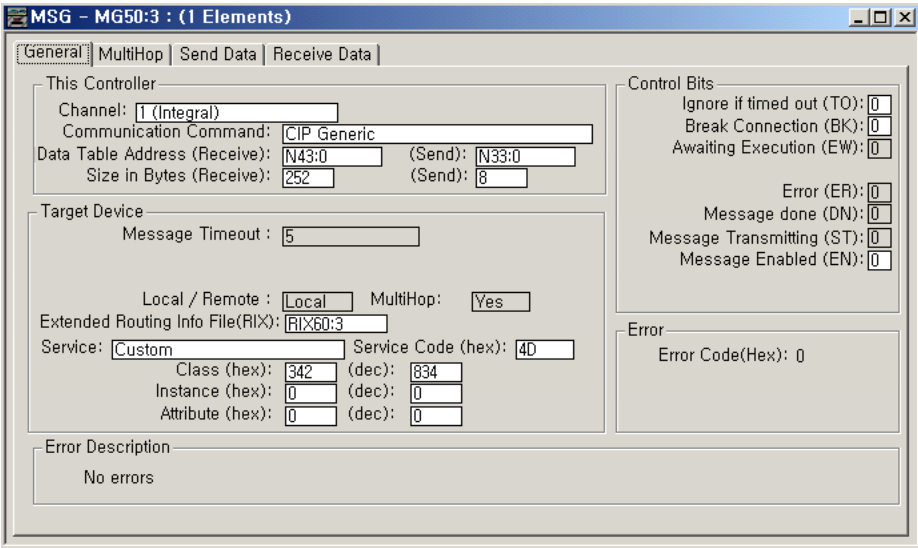 MSG - MG50:3 : (1 Elements)
General MultiHop Send Data Receive Data
This Controller
Channel: 1 (Integral)
Communication Command: CIP Generic
Data Table Address (Receive): N43:0 (Send): N33:0
Size in Bytes (Receive): 252 (Send): 8
Target Device
Message Timeout : 5
Local / Remote : Local MultiHop: Yes
Extended Routing Info File(RIX): RIX60:3
Service: Custom Service Code (hex): 4D
Class (hex): 342 (dec): 834
Instance (hex): 0 (dec): 0
Attribute (hex): 0 (dec): 0
Control Bits
Ignore if timed out (TO): 0
Break Connection (BK): 0
Awaiting Execution (EW): 0
Error (ER): 0
Message done (DN): 0
Message Transmitting (ST): 0
Message Enabled (EN): 0
Error
Error Code(Hex): 0
Error Description
No errors